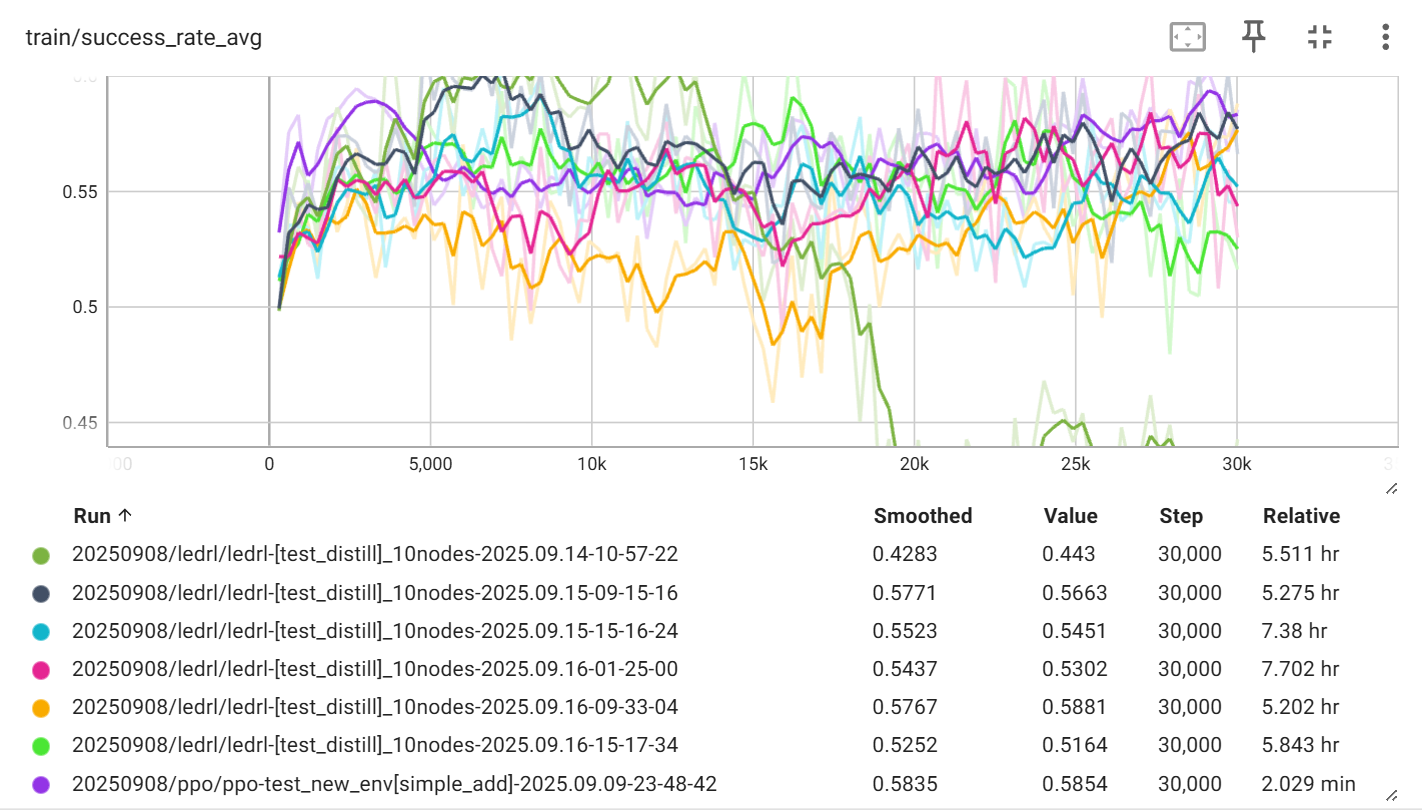 train/success_rate_avg
0.6
0.55
0.5
0.45
00 0 5,000 10k 15k 20k 25k 30k 3
Run ↑ Smoothed Value Step Relative
20250908/ledrl/ledrl-[test_distill]_10nodes-2025.09.14-10-57-22 0.4283 0.443 30,000 5.511 hr
20250908/ledrl/ledrl-[test_distill]_10nodes-2025.09.15-09-15-16 0.5771 0.5663 30,000 5.275 hr
20250908/ledrl/ledrl-[test_distill]_10nodes-2025.09.15-15-16-24 0.5523 0.5451 30,000 7.38 hr
20250908/ledrl/ledrl-[test_distill]_10nodes-2025.09.16-01-25-00 0.5437 0.5302 30,000 7.702 hr
20250908/ledrl/ledrl-[test_distill]_10nodes-2025.09.16-09-33-04 0.5767 0.5881 30,000 5.202 hr
20250908/ledrl/ledrl-[test_distill]_10nodes-2025.09.16-15-17-34 0.5252 0.5164 30,000 5.843 hr
20250908/ppo/ppo-test_new_env[simple_add]-2025.09.09-23-48-42 0.5835 0.5854 30,000 2.029 min